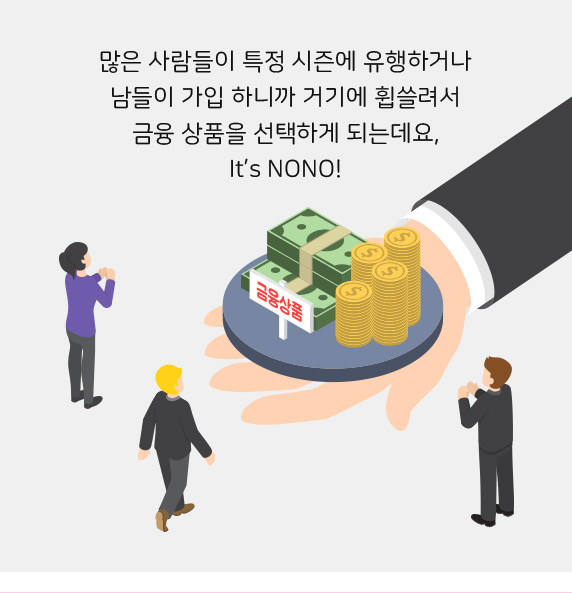 많은 사람들이 특정 시즌에 유행하거나
남들이 가입 하니까 거기에 휩쓸려서
금융 상품을 선택하게 되는데요,
It's NONO!
금융상품